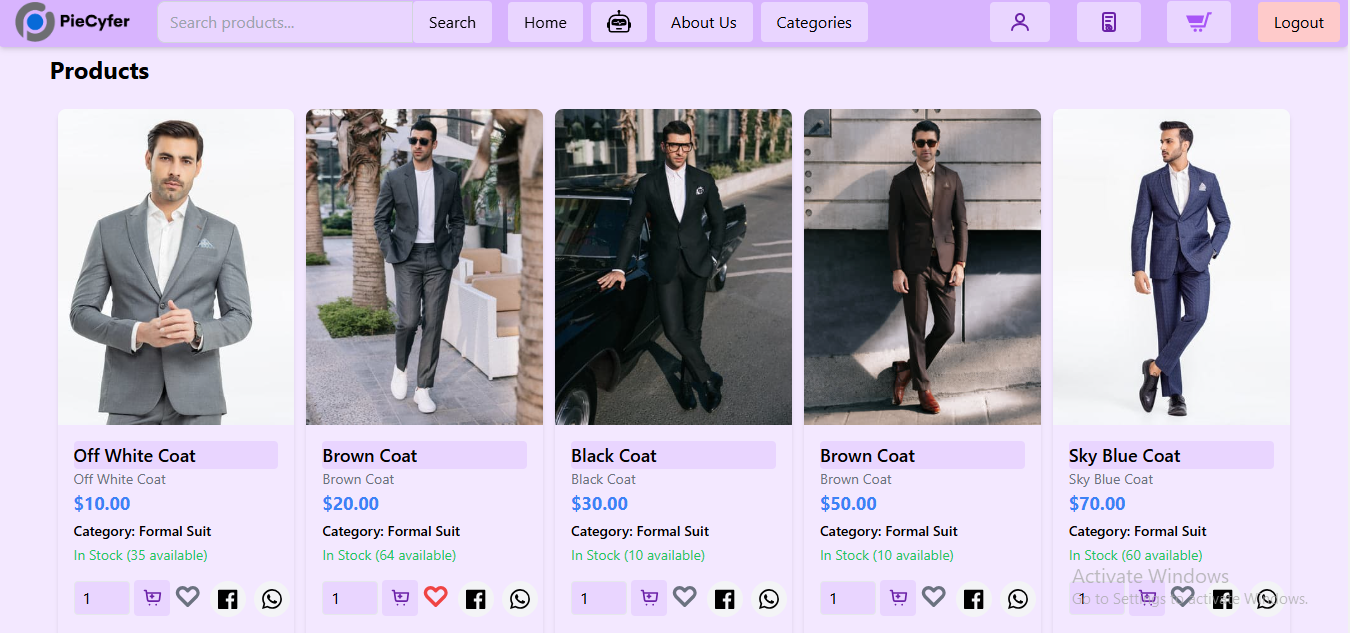 PieCyfer
Search products...
Search
Home
About Us
Categories
Logout
Products
Off White Coat
Off White Coat
$10.00
Category: Formal Suit
In Stock (35 available)
1
Brown Coat
Brown Coat
$20.00
Category: Formal Suit
In Stock (64 available)
1
Black Coat
Black Coat
$30.00
Category: Formal Suit
In Stock (10 available)
1
Brown Coat
Brown Coat
$50.00
Category: Formal Suit
In Stock (10 available)
1
Sky Blue Coat
Sky Blue Coat
$70.00
Category: Formal Suit
In Stock (60 available)
1
Activate Windows
Go to Settings to activate Windows.